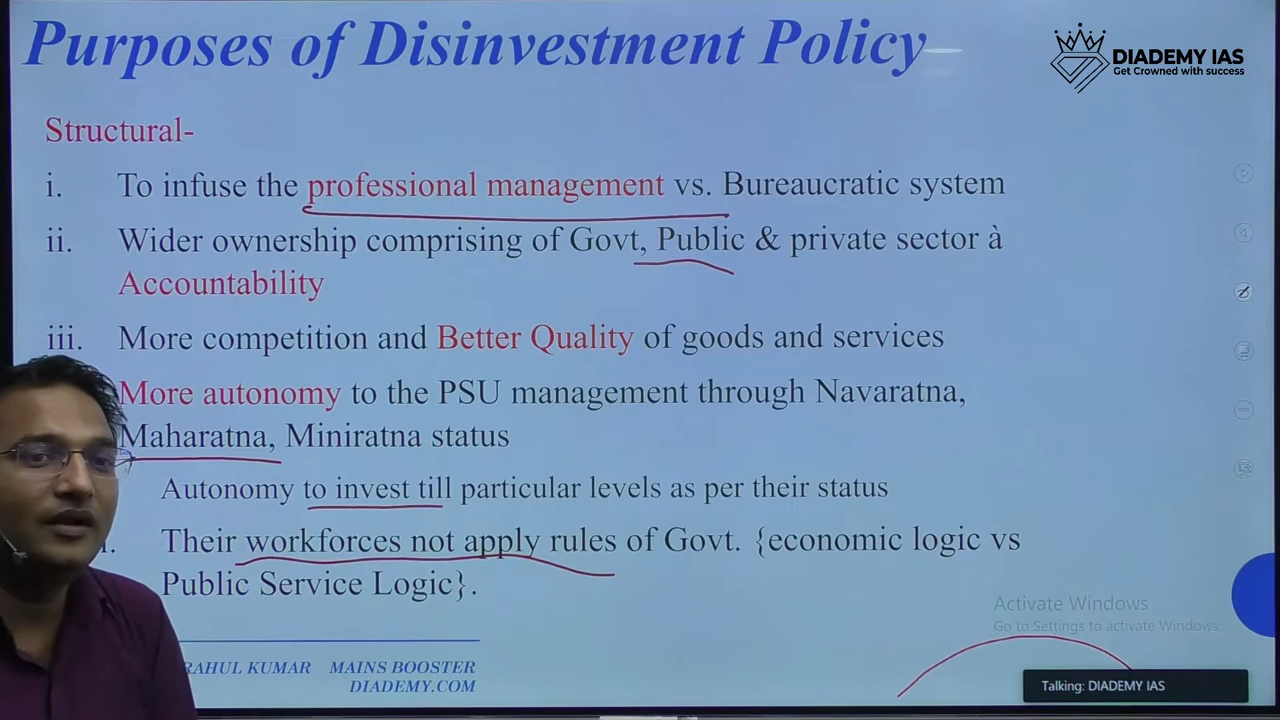 Purposes of Disinvestment Policy
DIADEMY IAS
Get Crowned with success
Structural-
i. To infuse the professional management vs. Bureaucratic system
ii. Wider ownership comprising of Govt, Public & private sector à
Accountability
iii. More competition and Better Quality of goods and services
More autonomy to the PSU management through Navaratna,
Maharatna, Miniratna status
Autonomy to invest till particular levels as per their status
Their workforces not apply rules of Govt. {economic logic vs
Public Service Logic}.
Activate Windows
Go to Settings to activate Windows.
RAHUL KUMAR MAINS BOOSTER
DIADEMY.COM
Talking: DIADEMY IAS